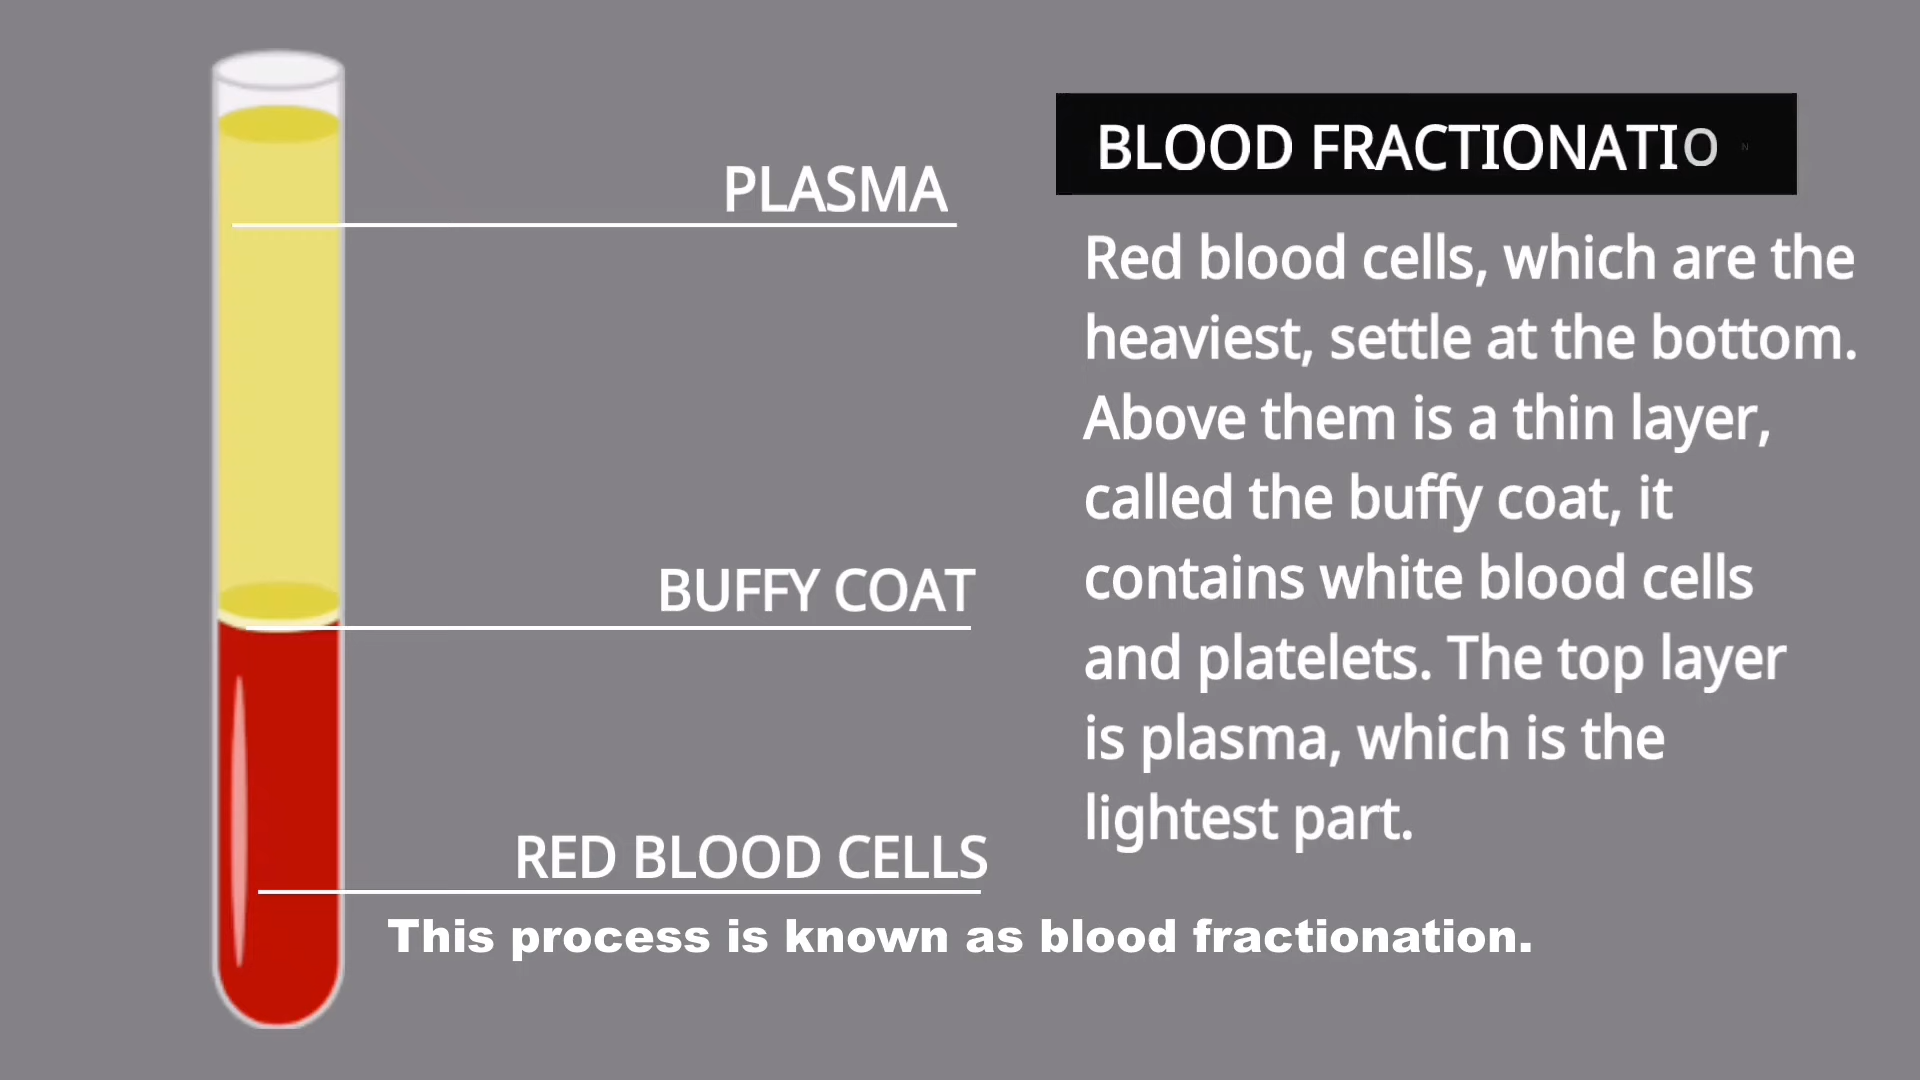 PLASMA
BUFFY COAT
RED BLOOD CELLS
BLOOD FRACTIONATION
Red blood cells, which are the
heaviest, settle at the bottom.
Above them is a thin layer,
called the buffy coat, it
contains white blood cells
and platelets. The top layer
is plasma, which is the
lightest part.
This process is known as blood fractionation.